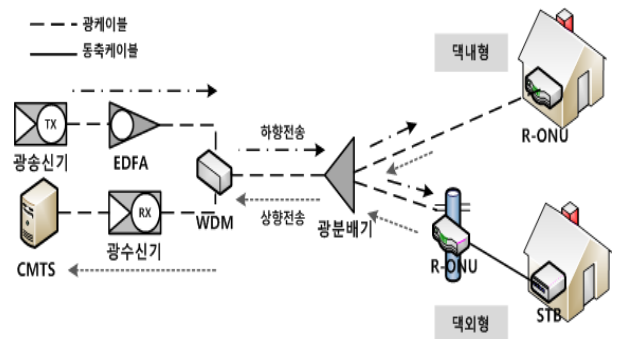 광케이블
동축케이블
댁내형
TX
광송신기
EDFA
하향전송
R-ONU
RX
광수신기
CMTS
WDM
상향전송
광분배기
R-ONU
STB
댁외형